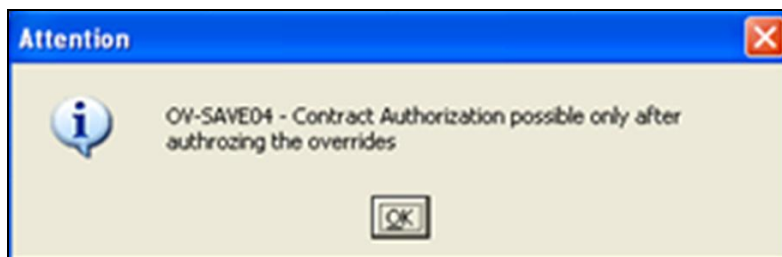 Attention
OV-SAVE04 - Contract Authorization possible only after
authrozing the overrides
OK